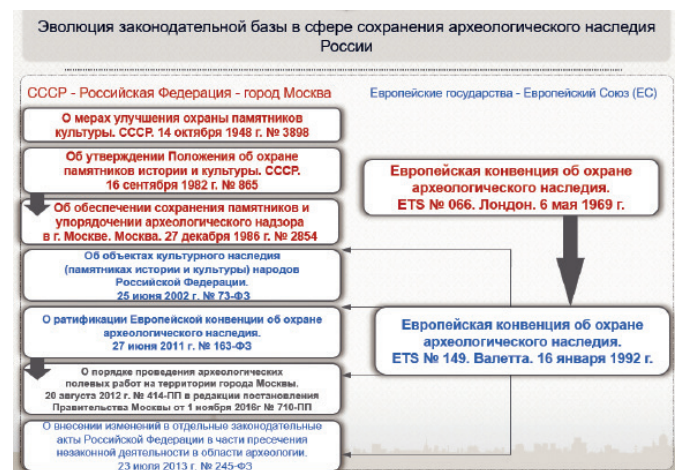 Эволюция законодательной базы в сфере сохранения археологического наследия
России
СССР - Российская Федерация - город Москва
О мерах улучшения охраны памятников
культуры. СССР. 14 октября 1948 г. № 3898
Об утверждении Положения об охране
памятников истории и культуры. СССР.
16 сентября 1982 г. № 865
Об обеспечении сохранения памятников и
упорядочении археологического надзора
в г. Москве. Москва. 27 декабря 1986 г. № 2854
Об объектах культурного наследия
(памятниках истории и культуры) народов
Российской Федерации.
25 июня 2002 г. № 73-ФЗ
О ратификации Европейской конвенции об охране
археологического наследия.
27 июня 2011 г. № 163-ФЗ
О порядке проведения археологических
полевых работ на территории города Москвы.
20 августа 2012 г. № 414-ПП в редакции постановления
Правительства Москвы от 1 ноября 2016г № 710-ПП
О внесении изменений в отдельные законодательные
акты Российской Федерации в части пресечения
незаконной деятельности в области археологии.
23 июля 2013 г. № 245-ФЗ
Европейские государства - Европейский Союз (ЕС)
Европейская конвенция об охране
археологического наследия.
ETS № 066. Лондон. 6 мая 1969 г.
Европейская конвенция об охране
археологического наследия.
ETS № 149. Валетта. 16 января 1992 г.